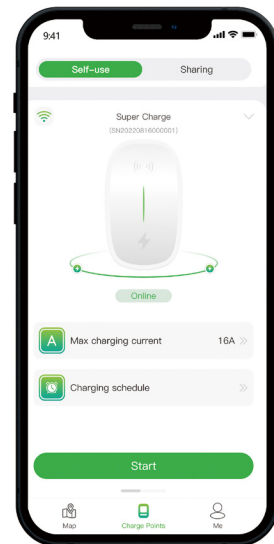 9:41
Self-use Sharing
Super Charge
(SN20220816000001)
Online
A Max charging current 16A
Charging schedule
Start
Map Charge Points Me